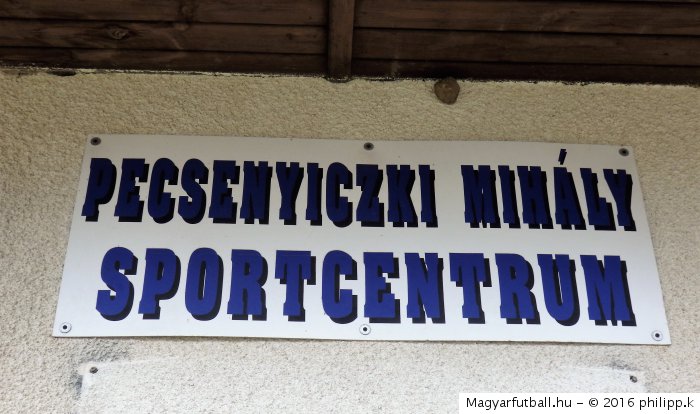 PECSENYICZKI MIHÁLY
SPORTCENTRUM
Magyarfutball.hu – © 2016 philipp.k